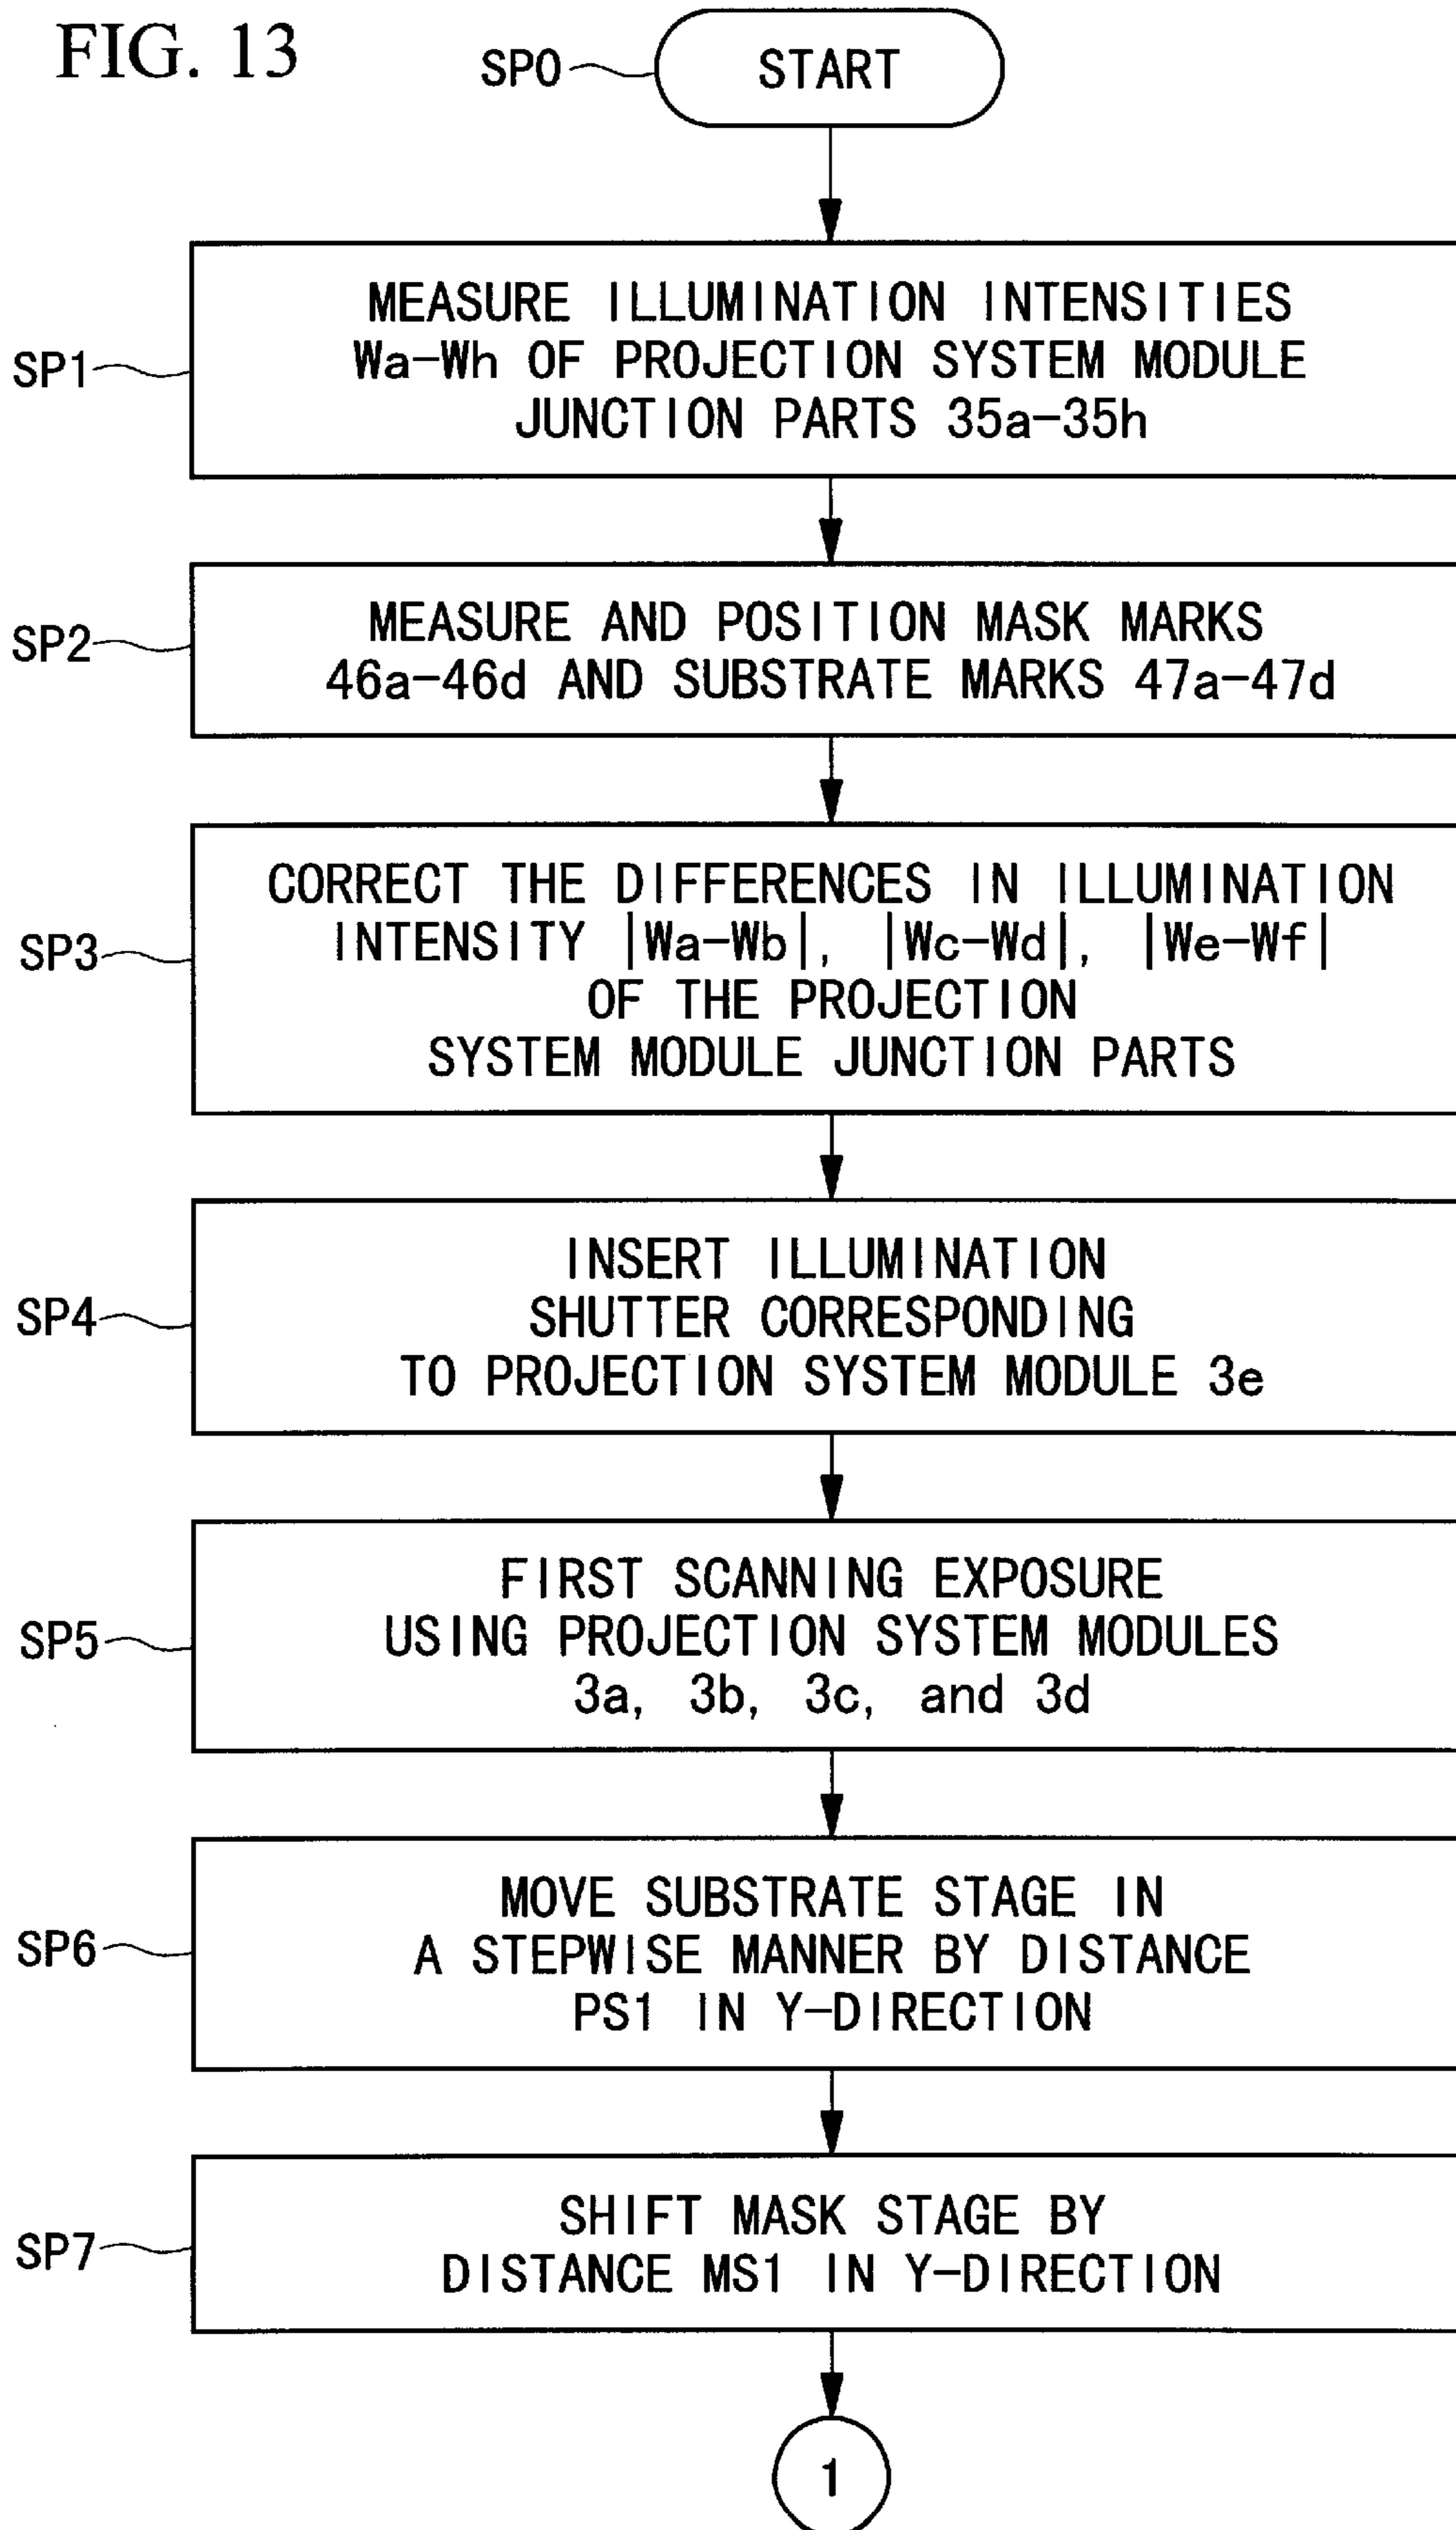 FIG. 13
SP0
START
SP1
MEASURE ILLUMINATION INTENSITIES
Wa-Wh OF PROJECTION SYSTEM MODULE
JUNCTION PARTS 35a-35h
SP2
MEASURE AND POSITION MASK MARKS
46a-46d AND SUBSTRATE MARKS 47a-47d
SP3
CORRECT THE DIFFERENCES IN ILLUMINATION
INTENSITY |Wa-Wb|, |Wc-Wd|, |We-Wf|
OF THE PROJECTION
SYSTEM MODULE JUNCTION PARTS
SP4
INSERT ILLUMINATION
SHUTTER CORRESPONDING
TO PROJECTION SYSTEM MODULE 3e
SP5
FIRST SCANNING EXPOSURE
USING PROJECTION SYSTEM MODULES
3a, 3b, 3c, and 3d
SP6
MOVE SUBSTRATE STAGE IN
A STEPWISE MANNER BY DISTANCE
PS1 IN Y-DIRECTION
SP7
SHIFT MASK STAGE BY
DISTANCE MS1 IN Y-DIRECTION
1